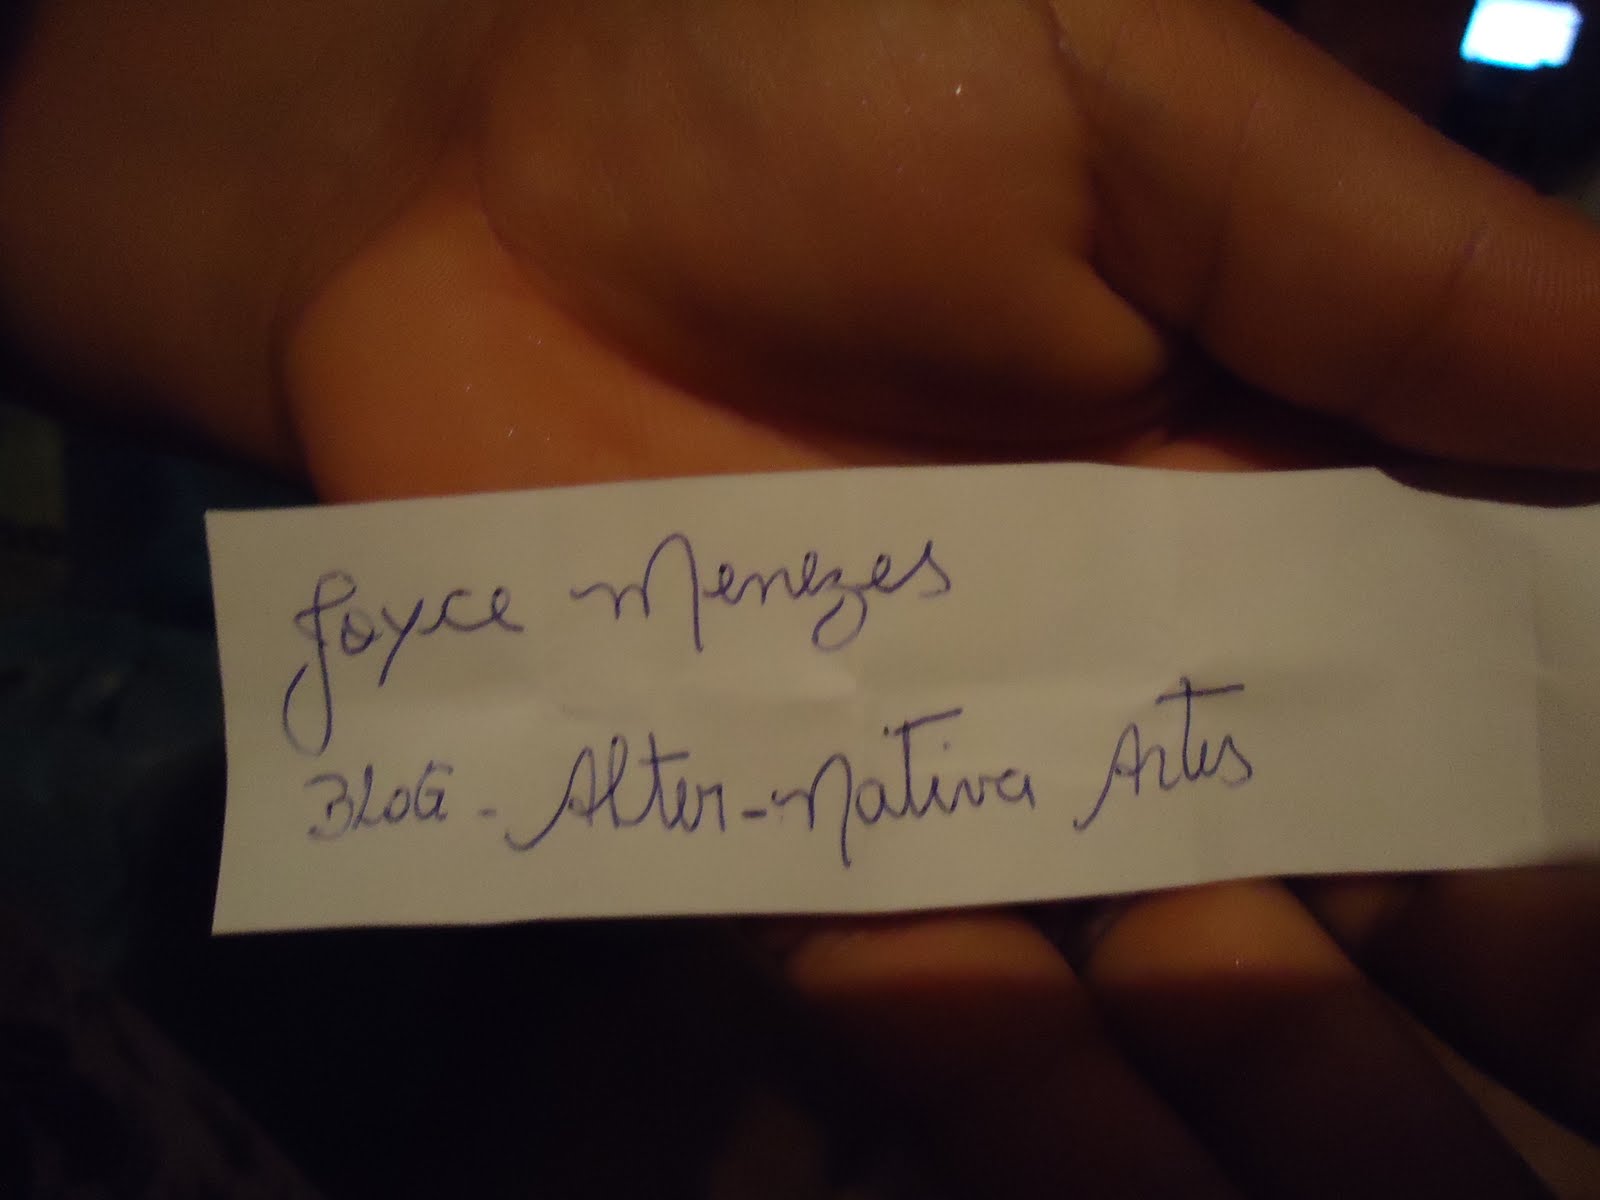 Joyce Menezes
BLOG - Alter-Nativa Artes